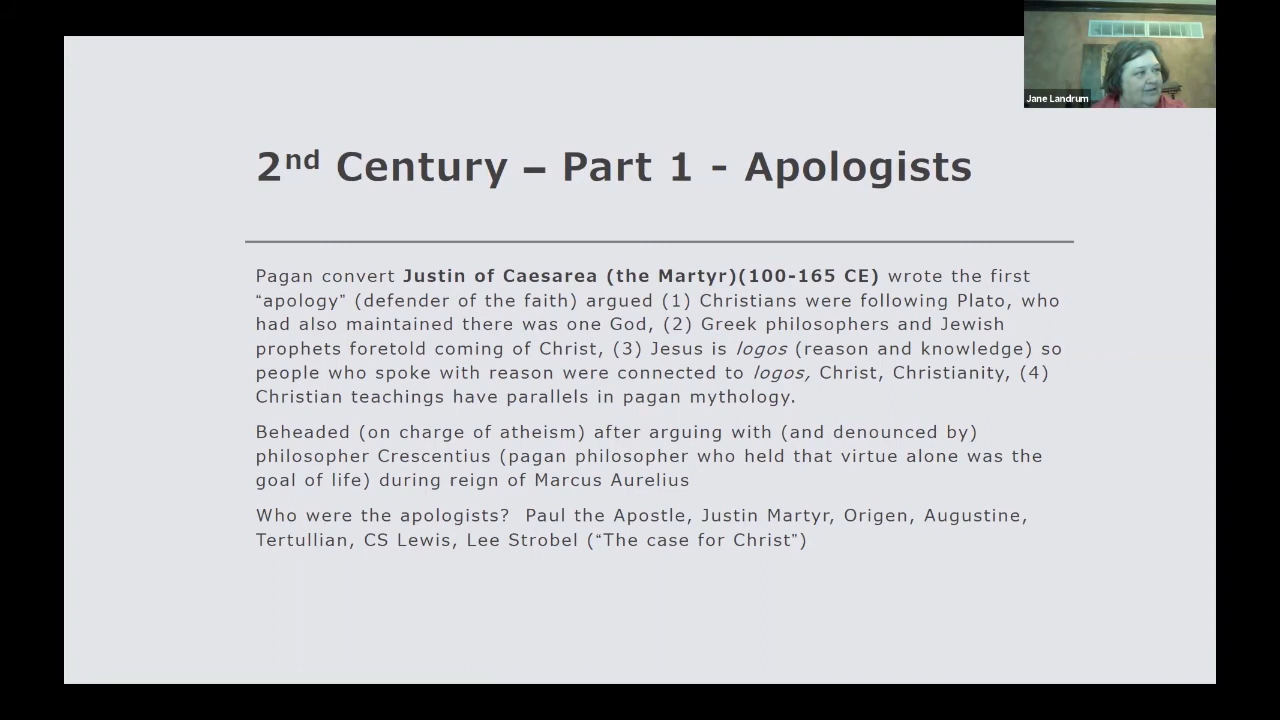 Jane Landrum
2nd Century – Part 1 - Apologists
Pagan convert Justin of Caesarea (the Martyr)(100-165 CE) wrote the first
“apology” (defender of the faith) argued (1) Christians were following Plato, who
had also maintained there was one God, (2) Greek philosophers and Jewish
prophets foretold coming of Christ, (3) Jesus is logos (reason and knowledge) so
people who spoke with reason were connected to logos, Christ, Christianity, (4)
Christian teachings have parallels in pagan mythology.
Beheaded (on charge of atheism) after arguing with (and denounced by)
philosopher Crescentius (pagan philosopher who held that virtue alone was the
goal of life) during reign of Marcus Aurelius
Who were the apologists?  Paul the Apostle, Justin Martyr, Origen, Augustine,
Tertullian, CS Lewis, Lee Strobel (“The case for Christ”)